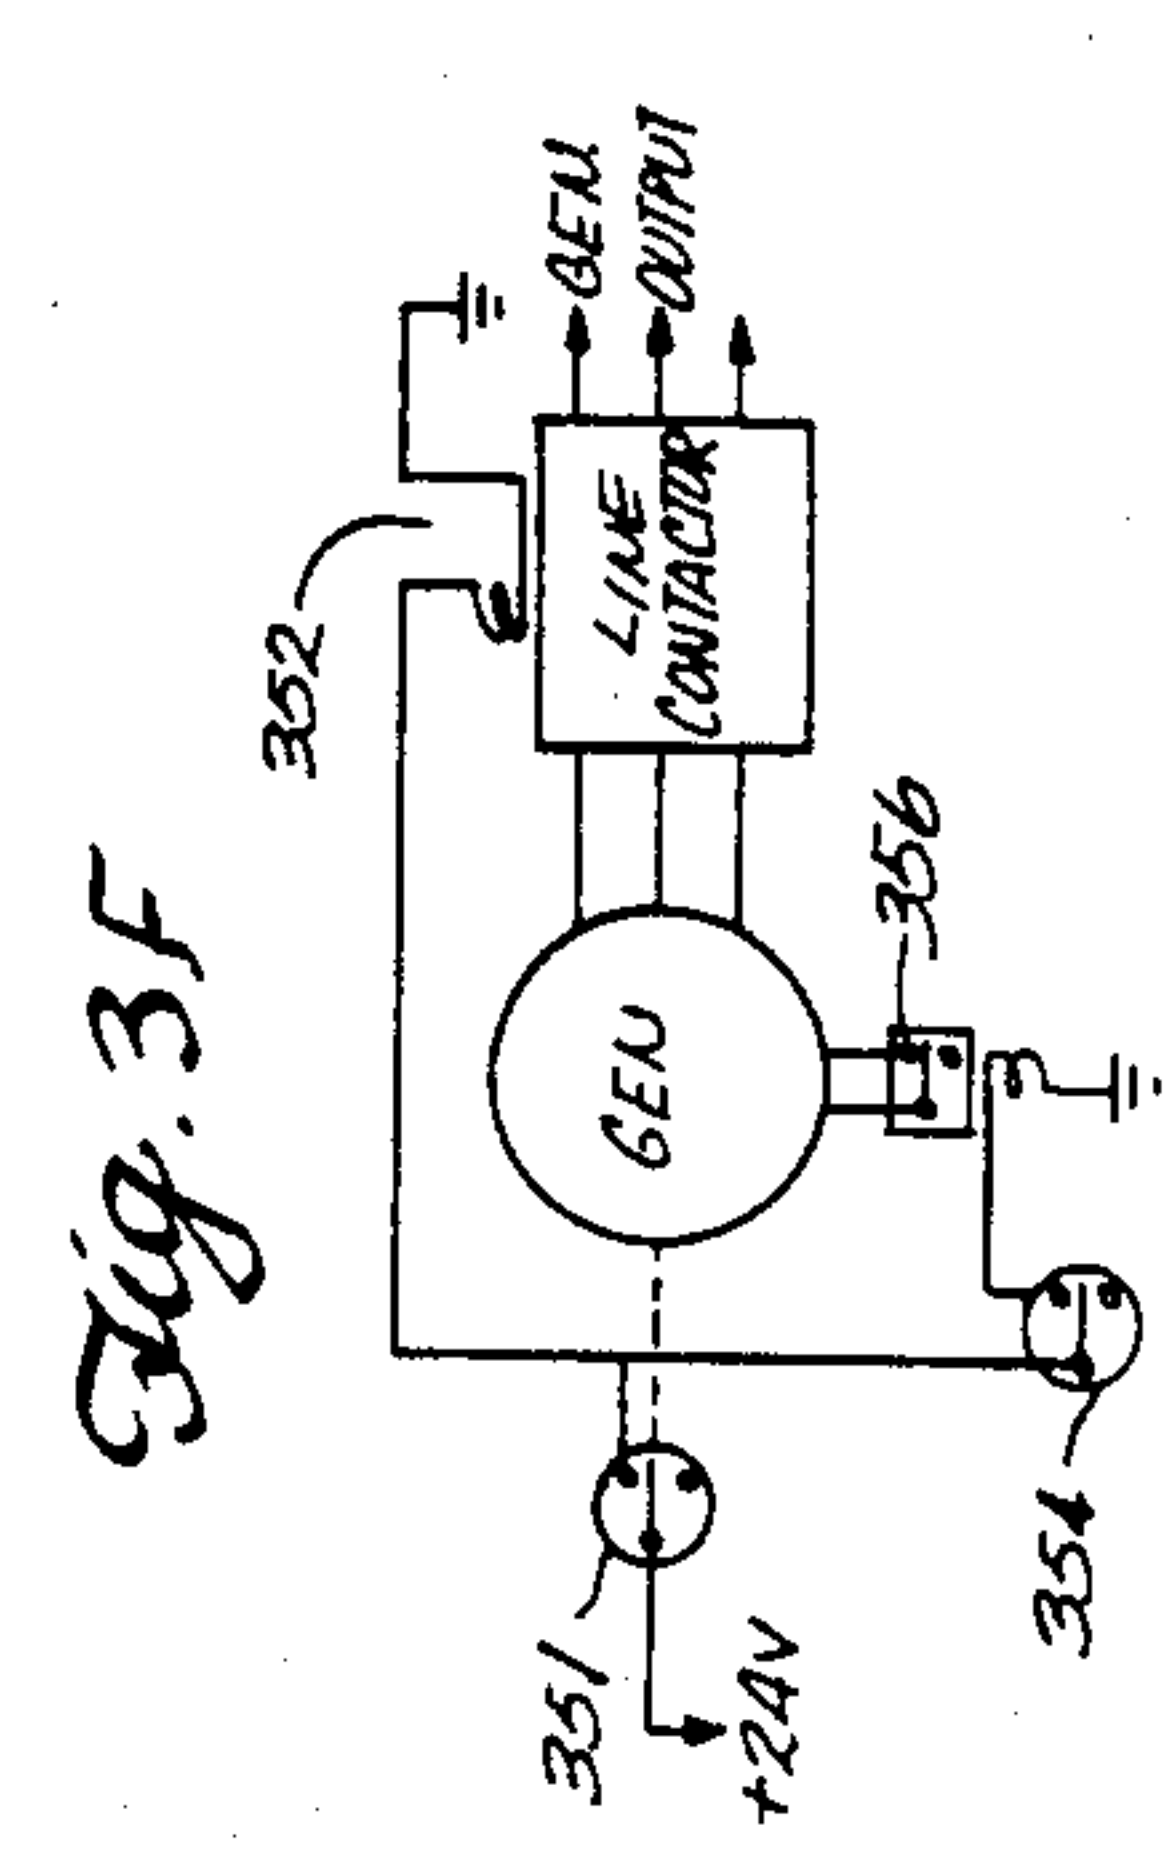 Fig. 3F
352
GEN
OUTPUT
LINE
CONTACTOR
GEN
356
351
+24V
354